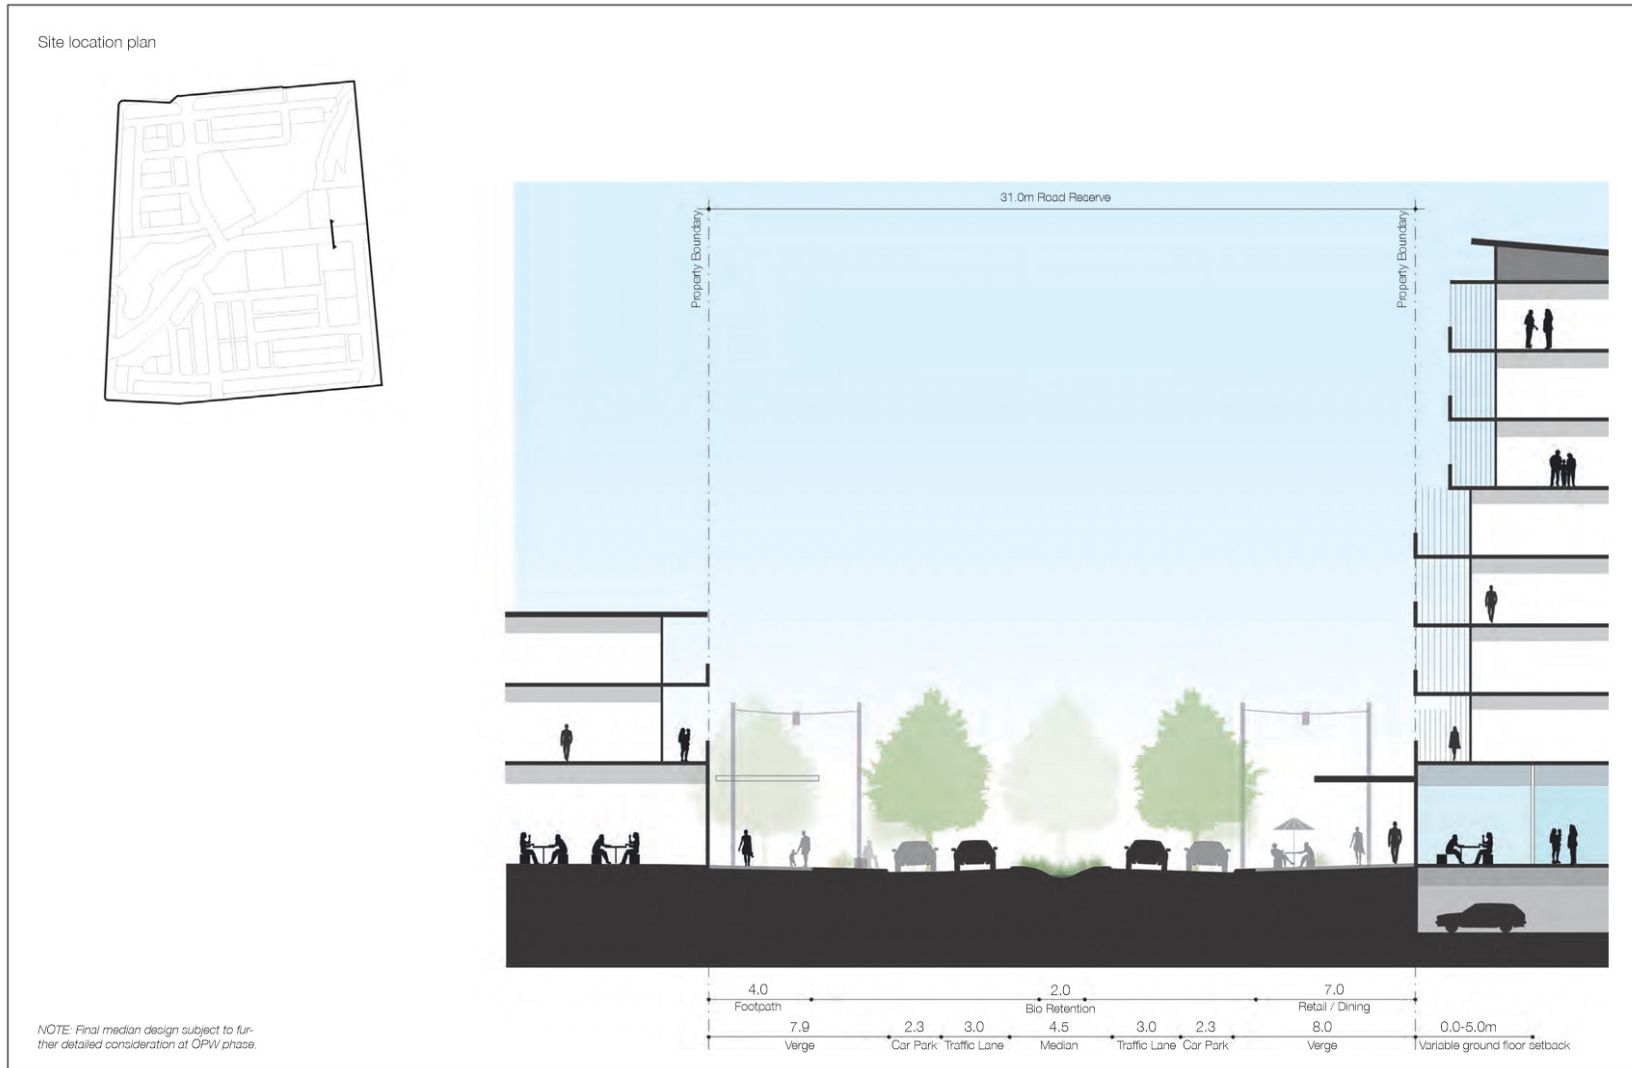 Site location plan
31.0m Road Reserve
Property Boundary
Property Boundary
4.0
Footpath
2.0
Bio Retention
7.0
Retail / Dining
7.9
Verge
2.3
Car Park
3.0
Traffic Lane
4.5
Median
3.0
Traffic Lane
2.3
Car Park
8.0
Verge
0.0-5.0m
Variable ground floor setback
NOTE: Final median design subject to fur-
ther detailed consideration at OPW phase.